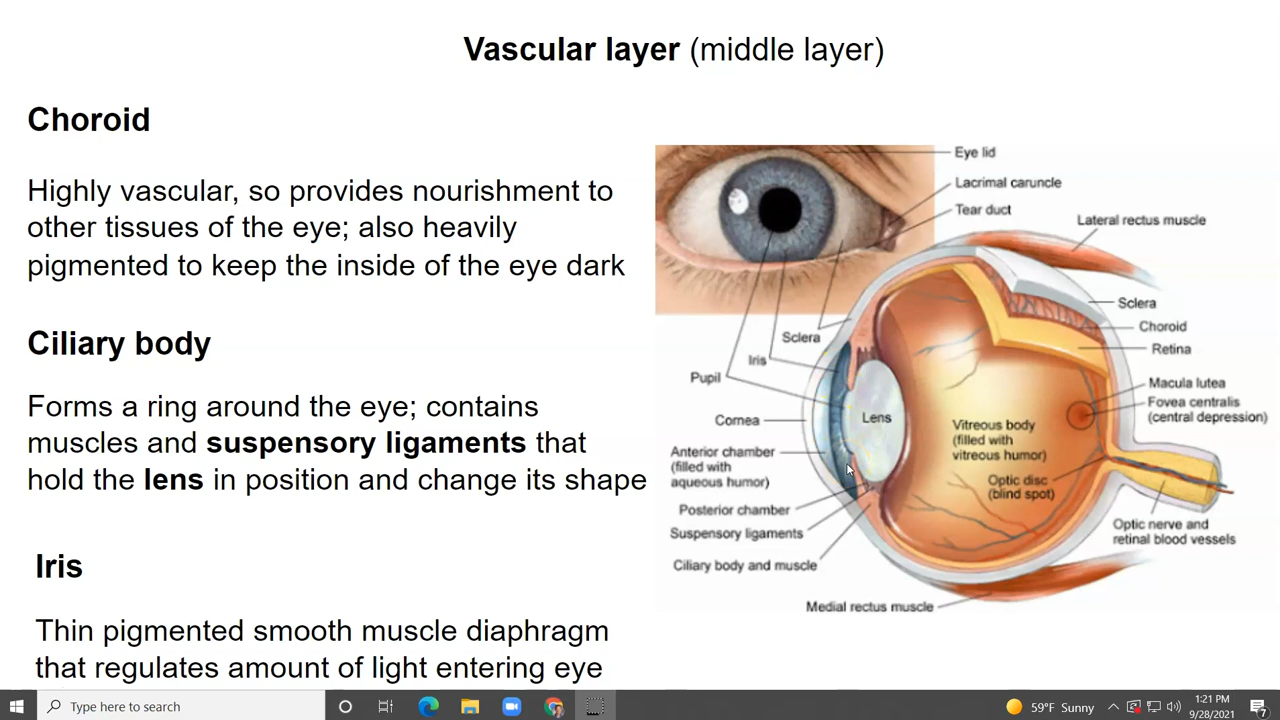 Vascular layer (middle layer)
Choroid
Highly vascular, so provides nourishment to
other tissues of the eye; also heavily
pigmented to keep the inside of the eye dark
Ciliary body
Forms a ring around the eye; contains
muscles and suspensory ligaments that
hold the lens in position and change its shape
Iris
Thin pigmented smooth muscle diaphragm
that regulates amount of light entering eye
Eye lid
Lacrimal caruncle
Tear duct
Lateral rectus muscle
Sclera
Choroid
Retina
Macula lutea
Fovea centralis
(central depression)
Sclera
Iris
Pupil
Cornea
Lens
Anterior chamber
(filled with
aqueous humor)
Vitreous body
(filled with
vitreous humor)
Optic disc
(blind spot)
Posterior chamber
Suspensory ligaments
Ciliary body and muscle
Optic nerve and
retinal blood vessels
Medial rectus muscle
Type here to search
59°F Sunny
1:21 PM
9/28/2021
7